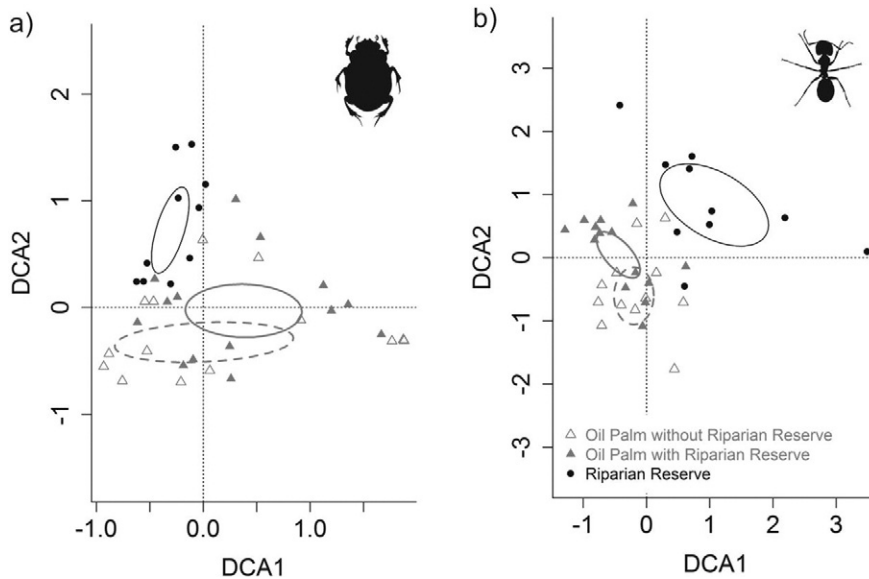 a)
2
1
0
-1
DCA2
-1.0
0.0
1.0
DCA1
b)
3
2
1
0
-1
-2
-3
DCA2
Oil Palm without Riparian Reserve
Oil Palm with Riparian Reserve
Riparian Reserve
-1
0
1
2
3
DCA1